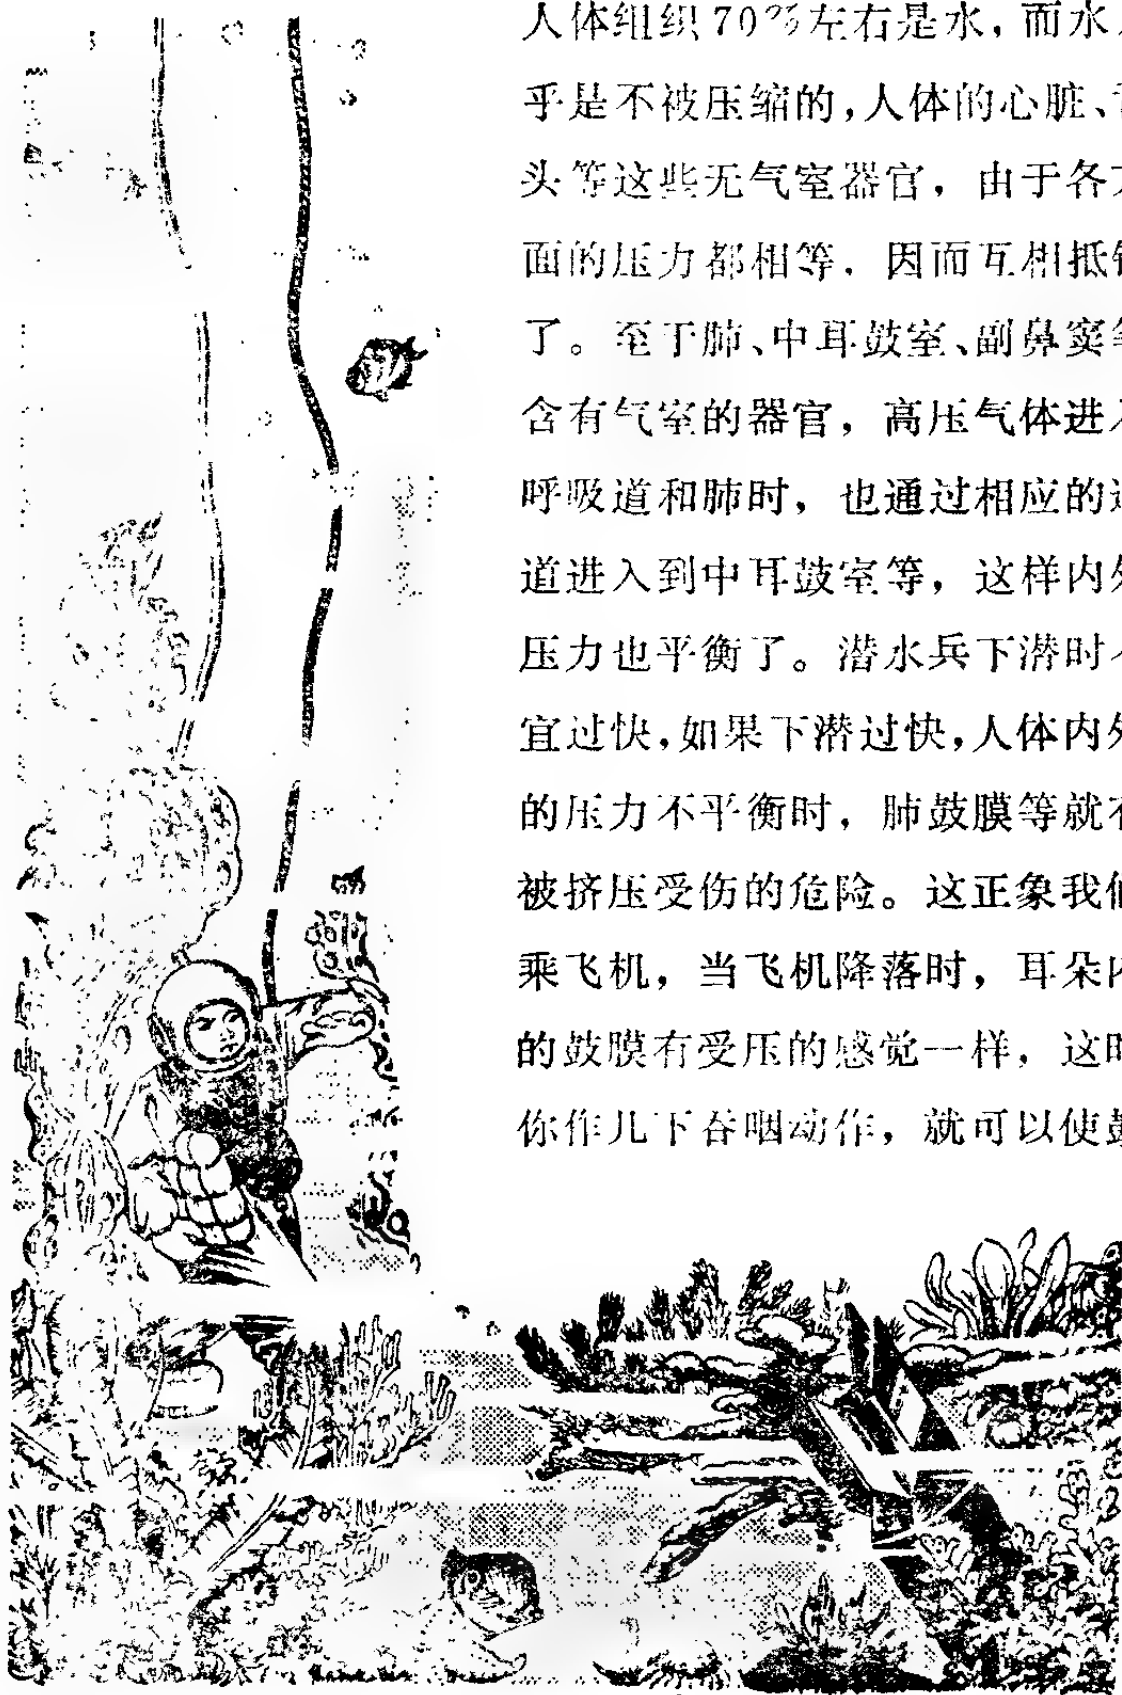 人体组织70%左右是水，而水
乎是不被压缩的，人体的心脏、
头等这些无气室器官，由于各
面的压力都相等，因而互相抵
了。至于肺、中耳鼓室、副鼻窦
含有气室的器官，高压气体进
呼吸道和肺时，也通过相应的
道进入到中耳鼓室等，这样内
压力也平衡了。潜水兵下潜时
宜过快，如果下潜过快，人体内
的压力不平衡时，肺鼓膜等就
被挤压受伤的危险。这正象我
乘飞机，当飞机降落时，耳朵
的鼓膜有受压的感觉一样，这
你作几下吞咽动作，就可以使